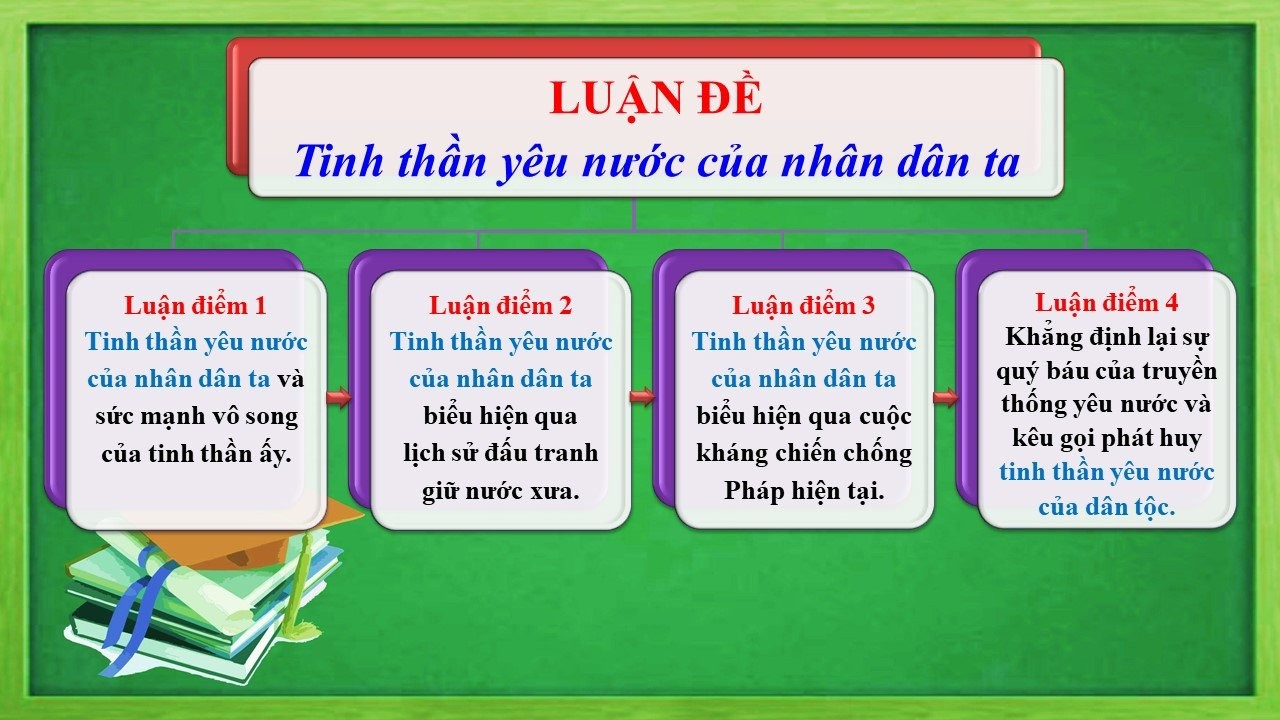 LUẬN ĐỀ
Tinh thần yêu nước của nhân dân ta
Luận điểm 1
Tinh thần yêu nước
của nhân dân ta và
sức mạnh vô song
của tinh thần ấy.
Luận điểm 2
Tinh thần yêu nước
của nhân dân ta
biểu hiện qua
lịch sử đấu tranh
giữ nước xưa.
Luận điểm 3
Tinh thần yêu nước
của nhân dân ta
biểu hiện qua cuộc
kháng chiến chống
Pháp hiện tại.
Luận điểm 4
Khẳng định lại sự
quý báu của truyền
thống yêu nước và
kêu gọi phát huy
tinh thần yêu nước
của dân tộc.